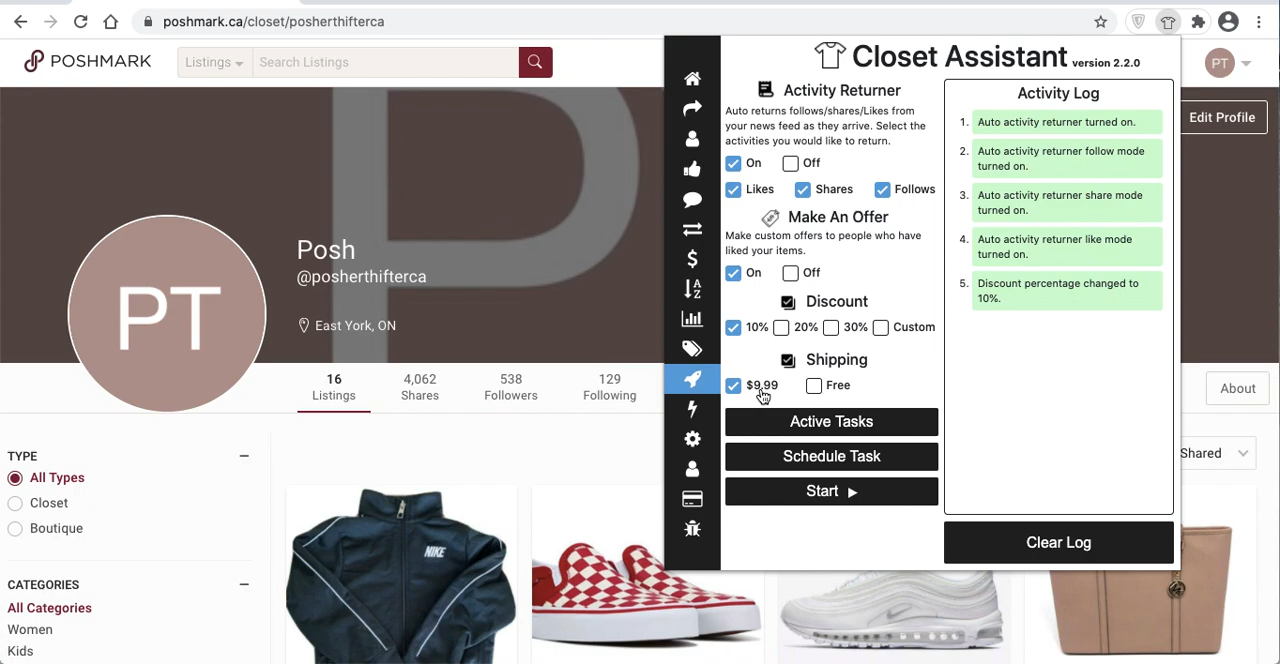 poshmark.ca/closet/posherthifterca
POSHMARK
Listings
Search Listings
PT
Edit Profile
PT
Posh
@posherthifterca
East York, ON
16
Listings
4,062
Shares
538
Followers
129
Following
About
Shared
TYPE
All Types
Closet
Boutique
CATEGORIES
All Categories
Women
Kids
NIKE
Closet Assistant version 2.2.0
Activity Returner
Auto returns follows/shares/Likes from
your news feed as they arrive. Select the
activities you would like to return.
On Off
Likes Shares Follows
Make An Offer
Make custom offers to people who have
liked your items.
On Off
Discount
10% 20% 30% Custom
Shipping
$9.99 Free
Active Tasks
Schedule Task
Start
Activity Log
1. Auto activity returner turned on.
2. Auto activity returner follow mode
turned on.
3. Auto activity returner share mode
turned on.
4. Auto activity returner like mode
turned on.
5. Discount percentage changed to
10%.
Clear Log